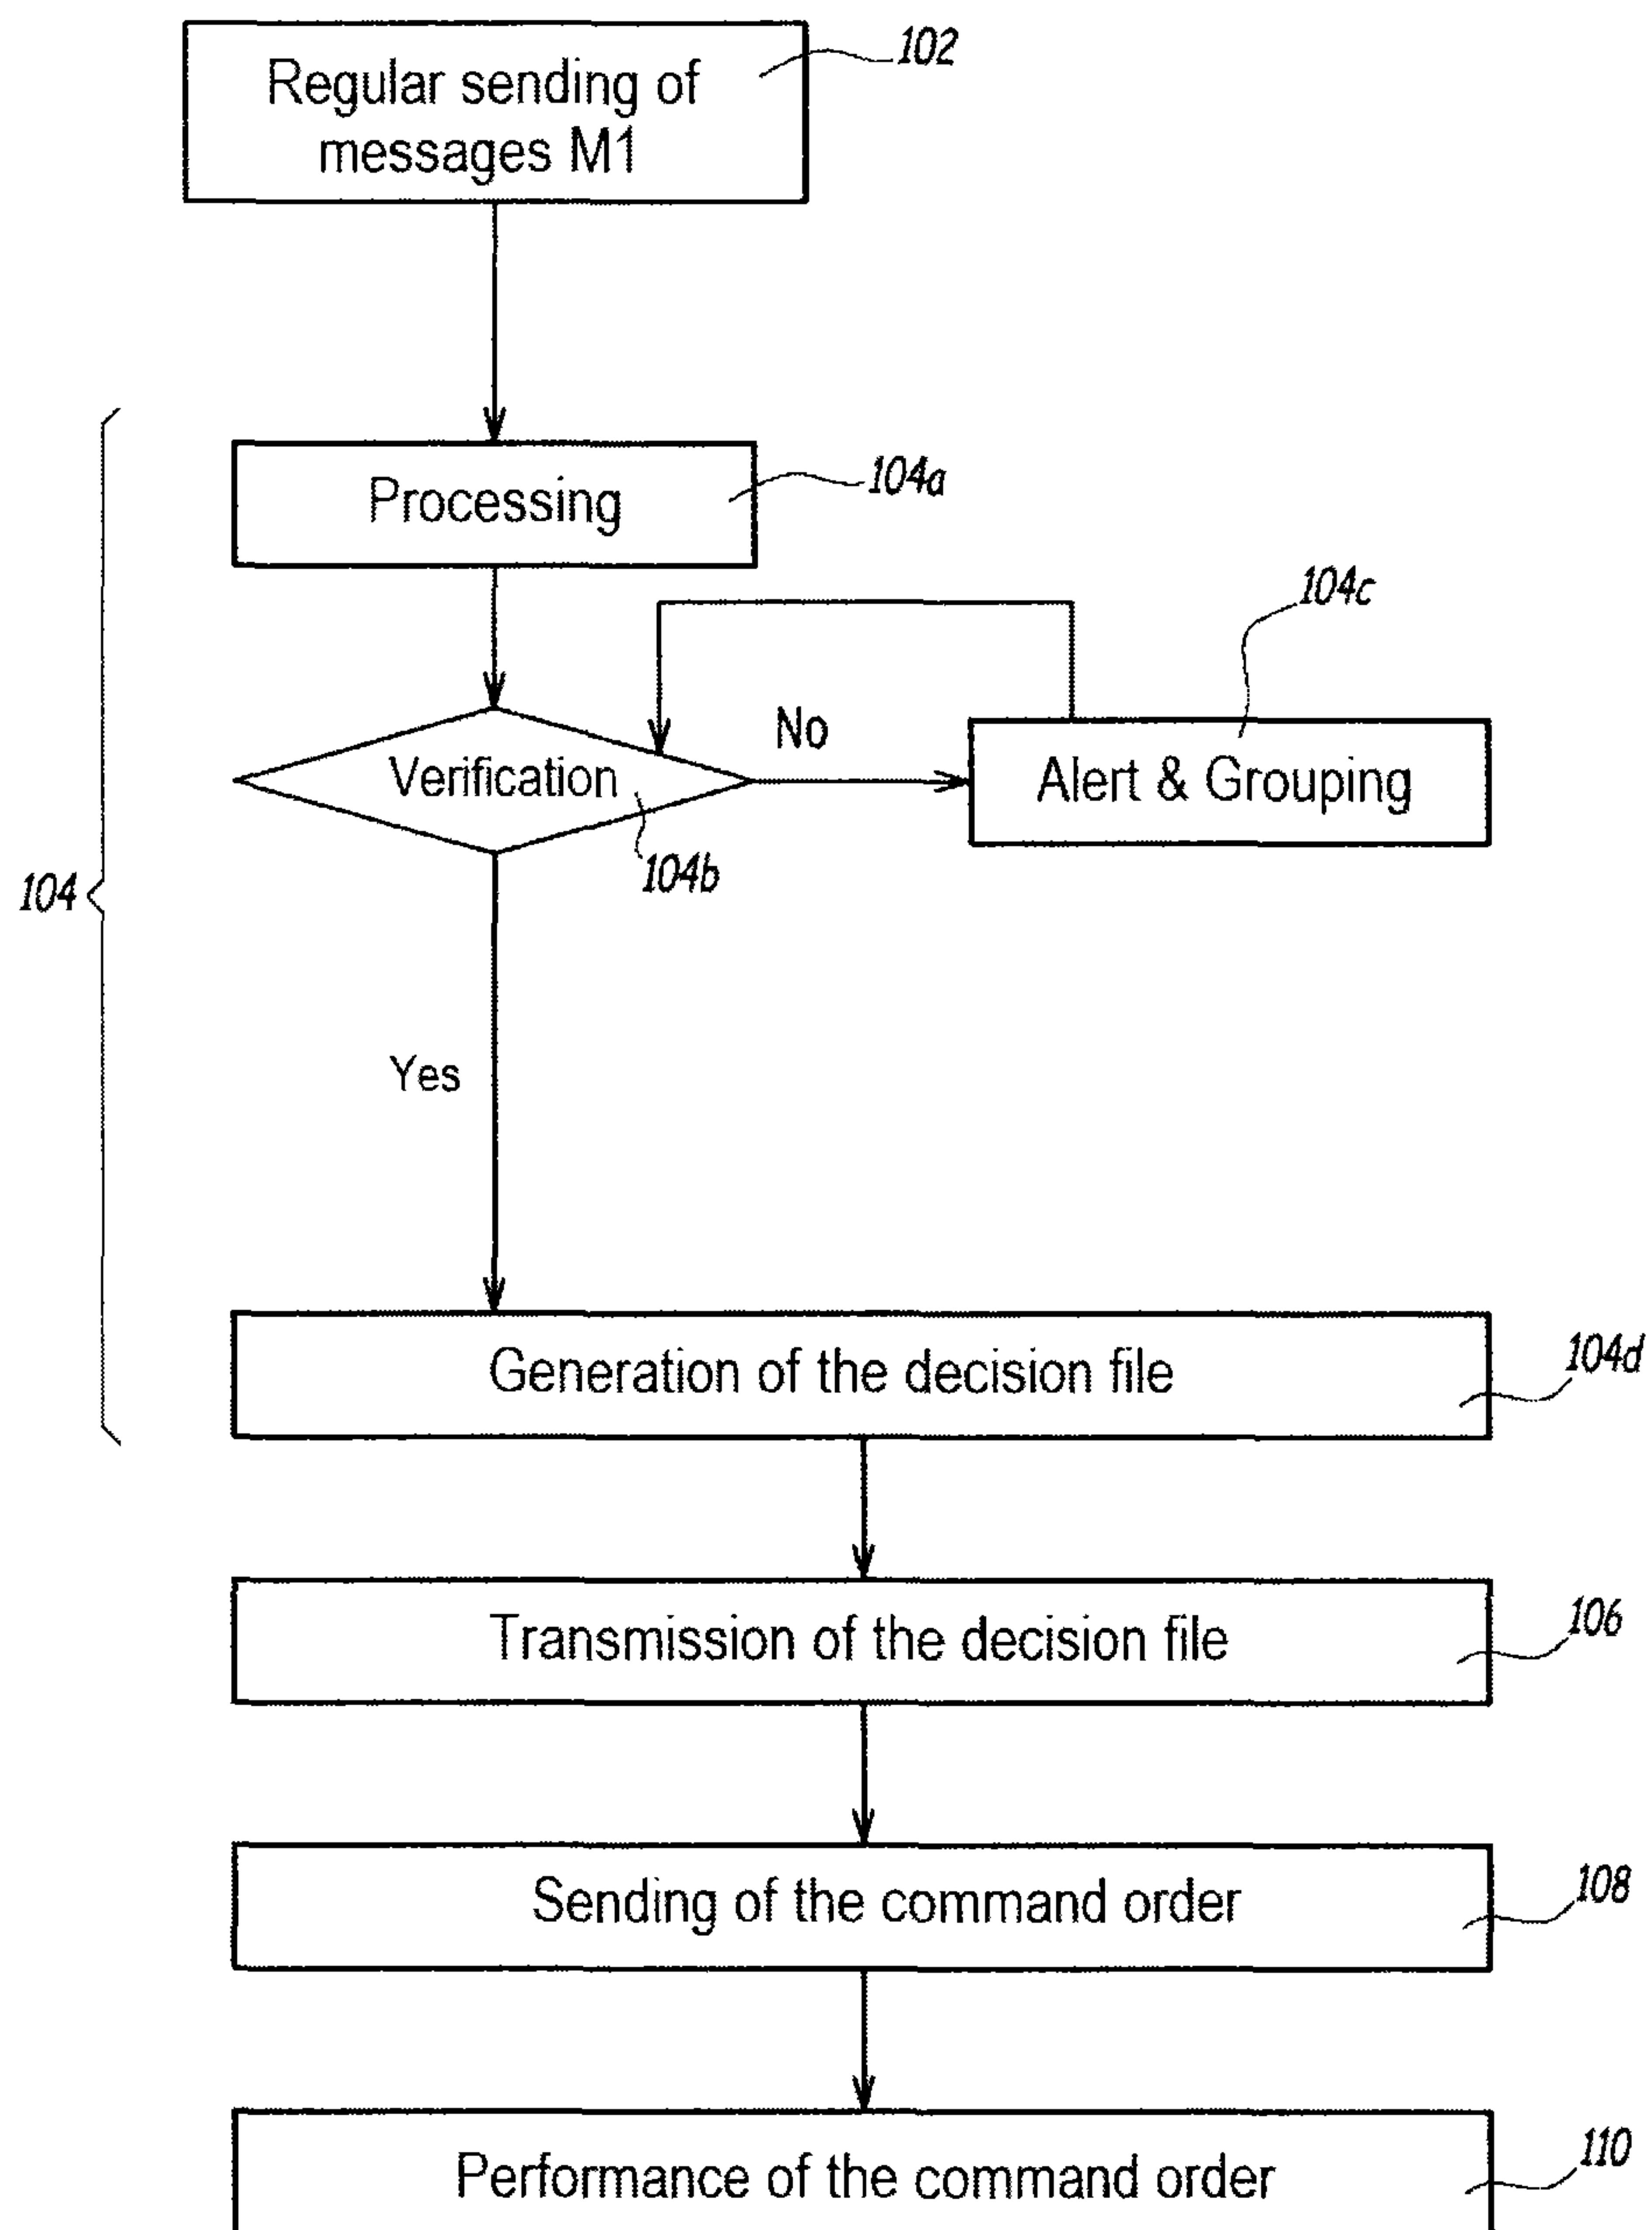 102
Regular sending of
messages M1
Processing
104a
104c
No
Verification
Alert & Grouping
104b
104
Yes
Generation of the decision file
104d
Transmission of the decision file
106
Sending of the command order
108
Performance of the command order
110